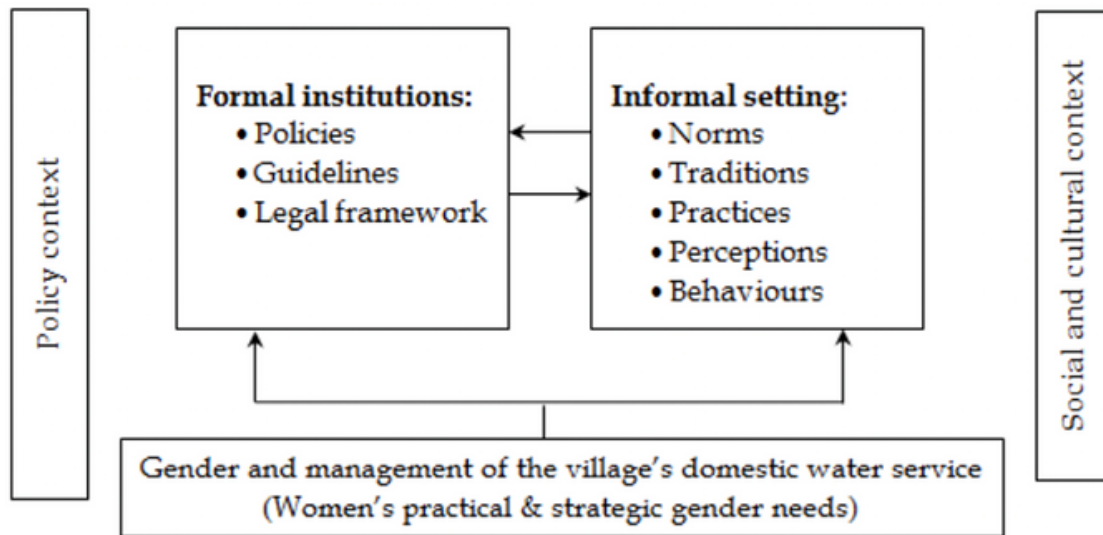 Policy context
Formal institutions:
• Policies
• Guidelines
• Legal framework
Informal setting:
• Norms
• Traditions
• Practices
• Perceptions
• Behaviours
Social and cultural context
Gender and management of the village's domestic water service
(Women's practical & strategic gender needs)